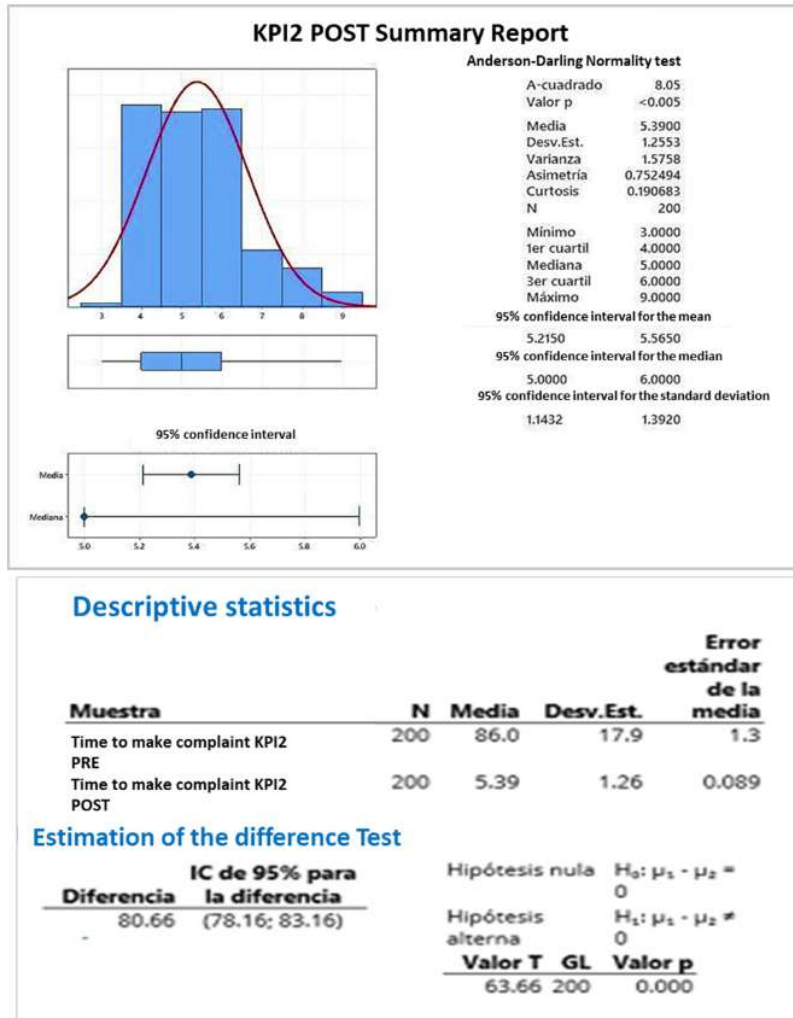 KPI2 POST Summary Report
Anderson-Darling Normality test
A-cuadrado 8.05
Valor p <0.005
Media 5.3900
Desv.Est. 1.2553
Varianza 1.5758
Asimetría 0.752494
Curtosis 0.190683
N 200
Mínimo 3.0000
1er cuartil 4.0000
Mediana 5.0000
3er cuartil 6.0000
Máximo 9.0000
95% confidence interval for the mean
5.2150 5.5650
95% confidence interval for the median
5.0000 6.0000
95% confidence interval for the standard deviation
1.1432 1.3920
3 4 5 6 7 8 9
95% confidence interval
Media
Mediana
5.0 5.2 5.4 5.6 5.8 6.0
Descriptive statistics
Error
estándar
de la
Muestra N Media Desv.Est. media
Time to make complaint KPI2 200 86.0 17.9 1.3
PRE
Time to make complaint KPI2 200 5.39 1.26 0.089
POST
Estimation of the difference Test
IC de 95% para
Diferencia la diferencia
80.66 (78.16; 83.16)
Hipótesis nula H₀: μ₁ - μ₂ =
0
Hipótesis H₁: μ₁ - μ₂ ≠
alterna 0
Valor T GL Valor p
63.66 200 0.000